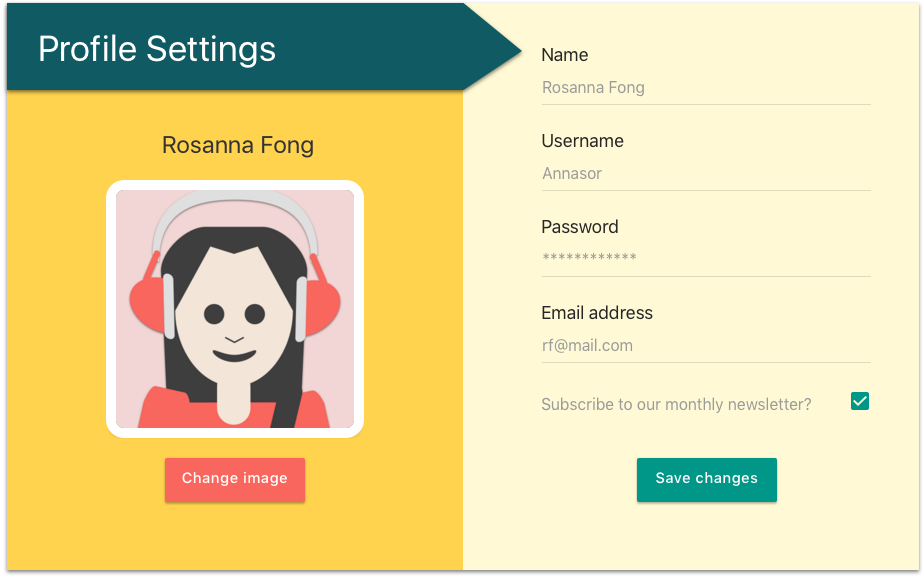 Profile Settings
Rosanna Fong
Change image
Name
Rosanna Fong
Username
Annasor
Password
************
Email address
rf@mail.com
Subscribe to our monthly newsletter?
Save changes